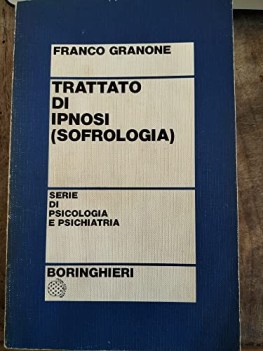 FRANCO GRANONE
TRATTATO
DI
IPNOSI
(SOFROLOGIA)
SERIE
DI
PSICOLOGIA
E PSICHIATRIA
BORINGHIERI